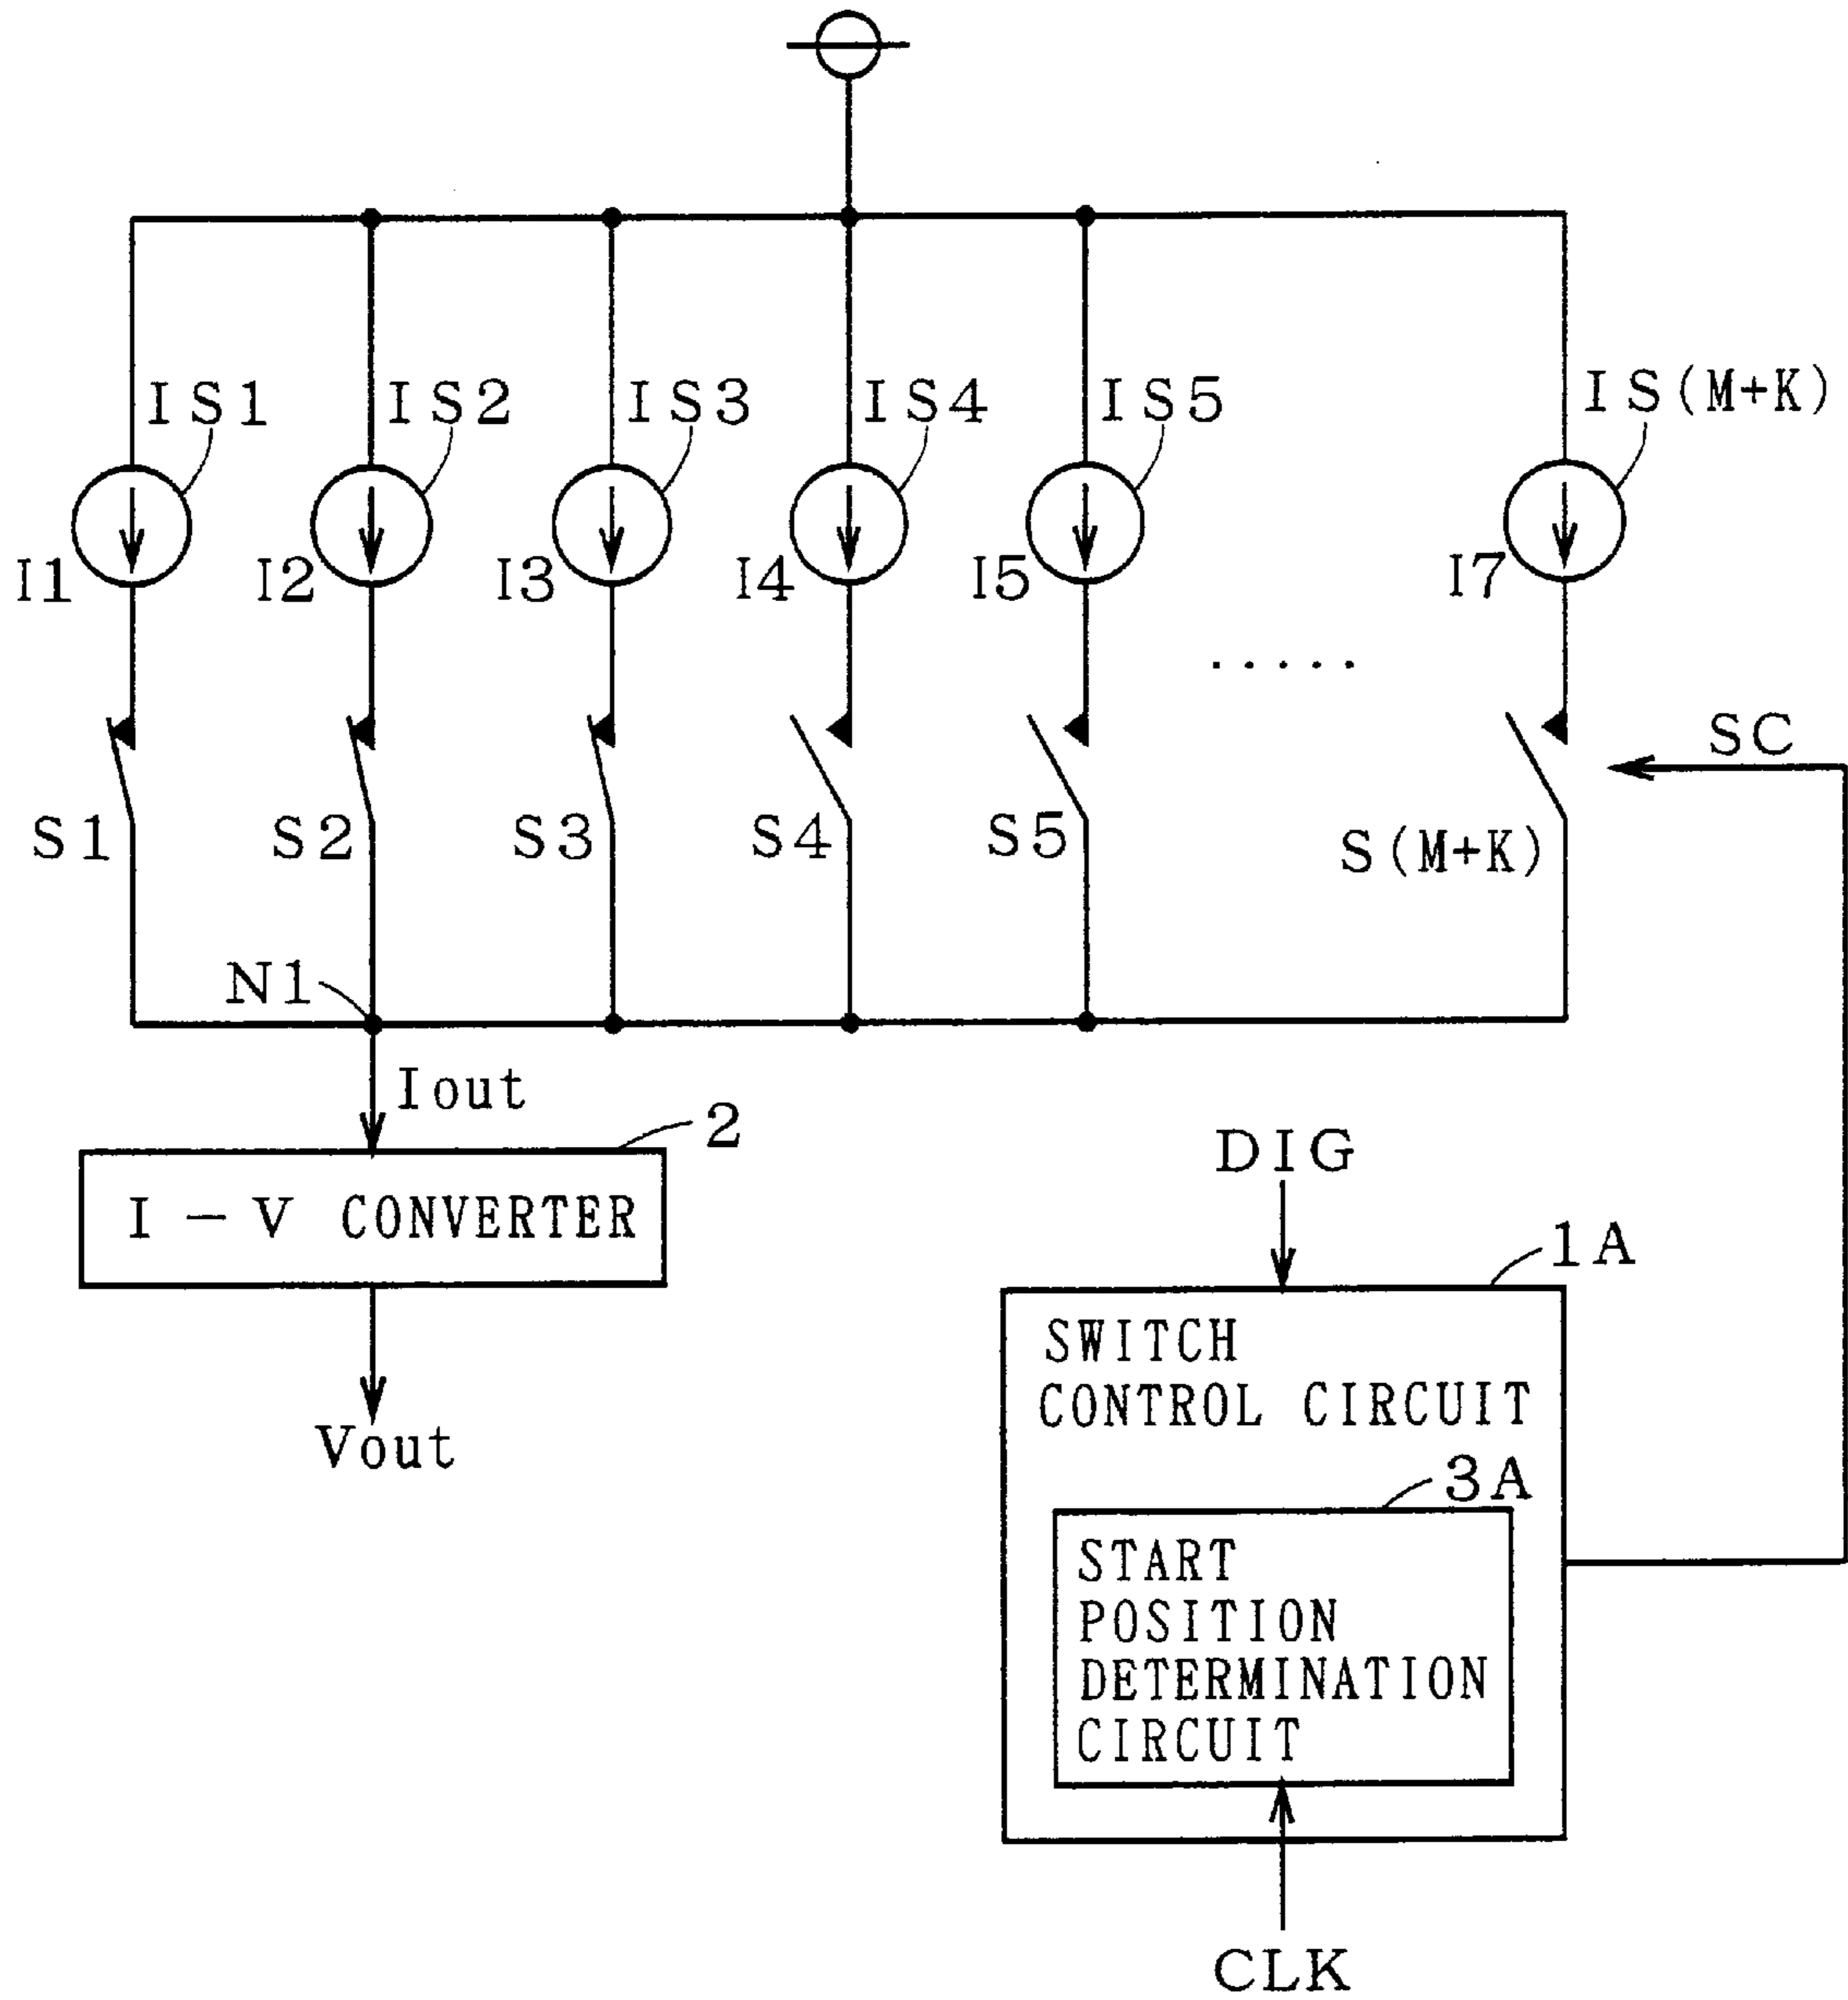 IS1
IS2
IS3
IS4
IS5
IS(M+K)
I1
I2
I3
I4
I5
I7
.....
SC
S1
S2
S3
S4
S5
S(M+K)
N1
Iout
2
I-V CONVERTER
Vout
DIG
1A
SWITCH
CONTROL CIRCUIT
3A
START
POSITION
DETERMINATION
CIRCUIT
CLK